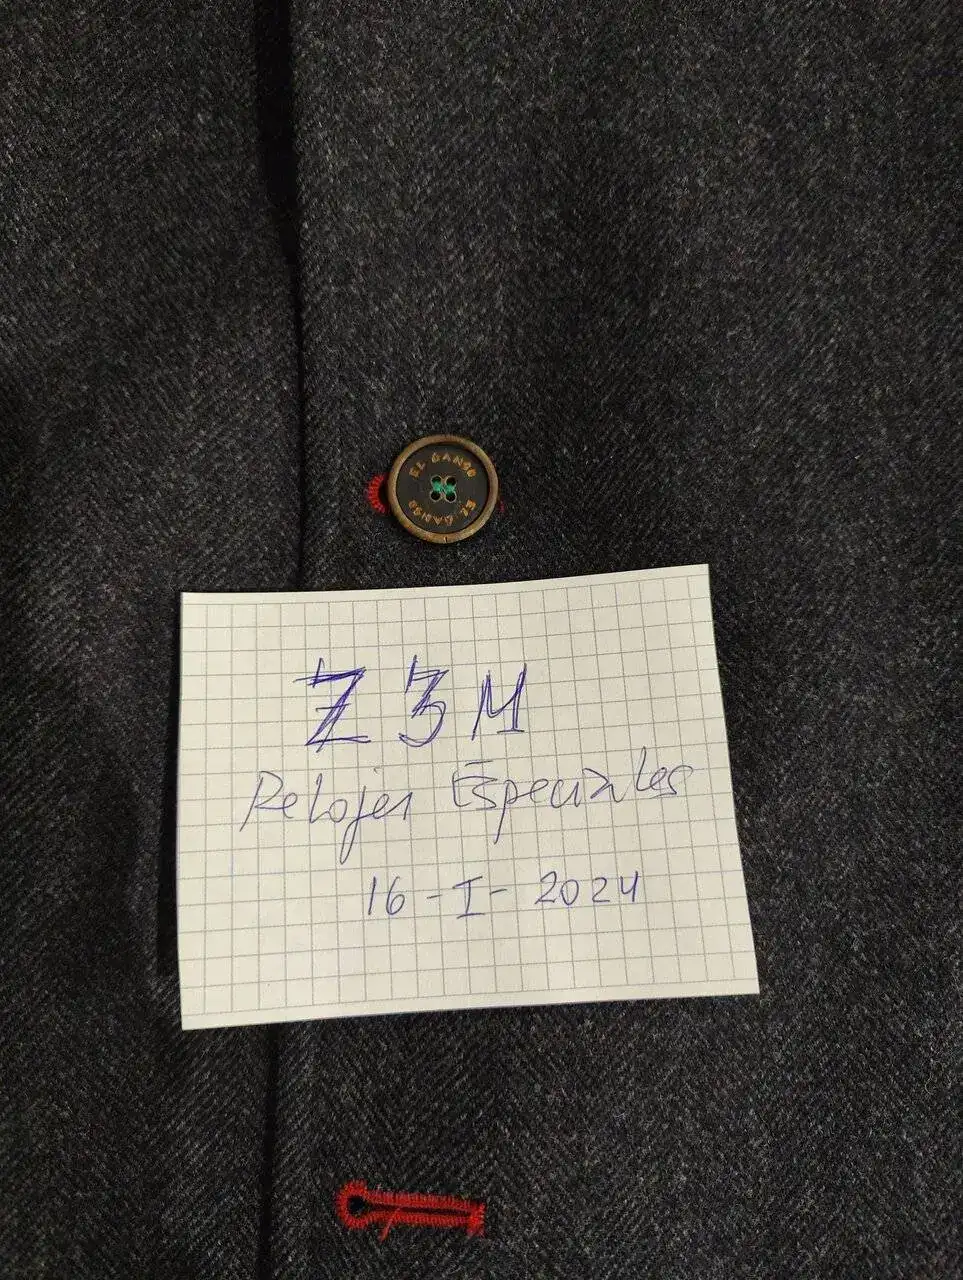 EL GANSO
EL GANSO
Z3M
Relojes Especiales
16-I-2024